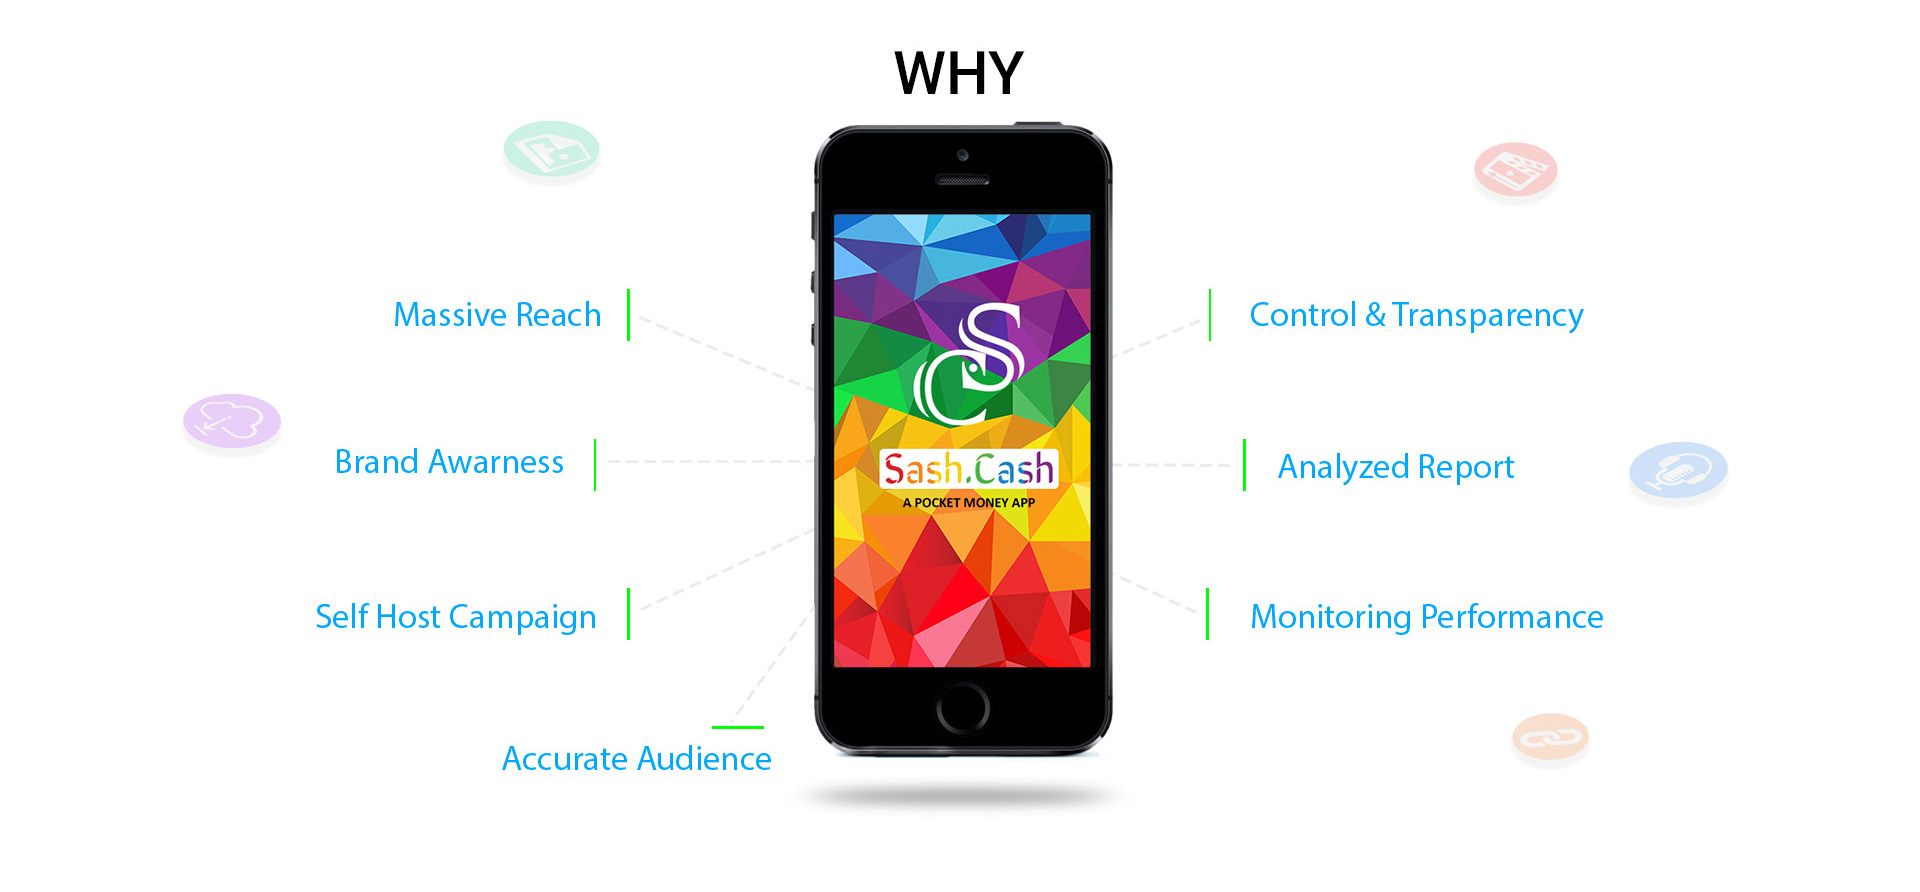 WHY
Massive Reach
Control & Transparency
CS
Brand Awarness
Analyzed Report
Sash.Cash
A POCKET MONEY APP
Self Host Campaign
Monitoring Performance
Accurate Audience